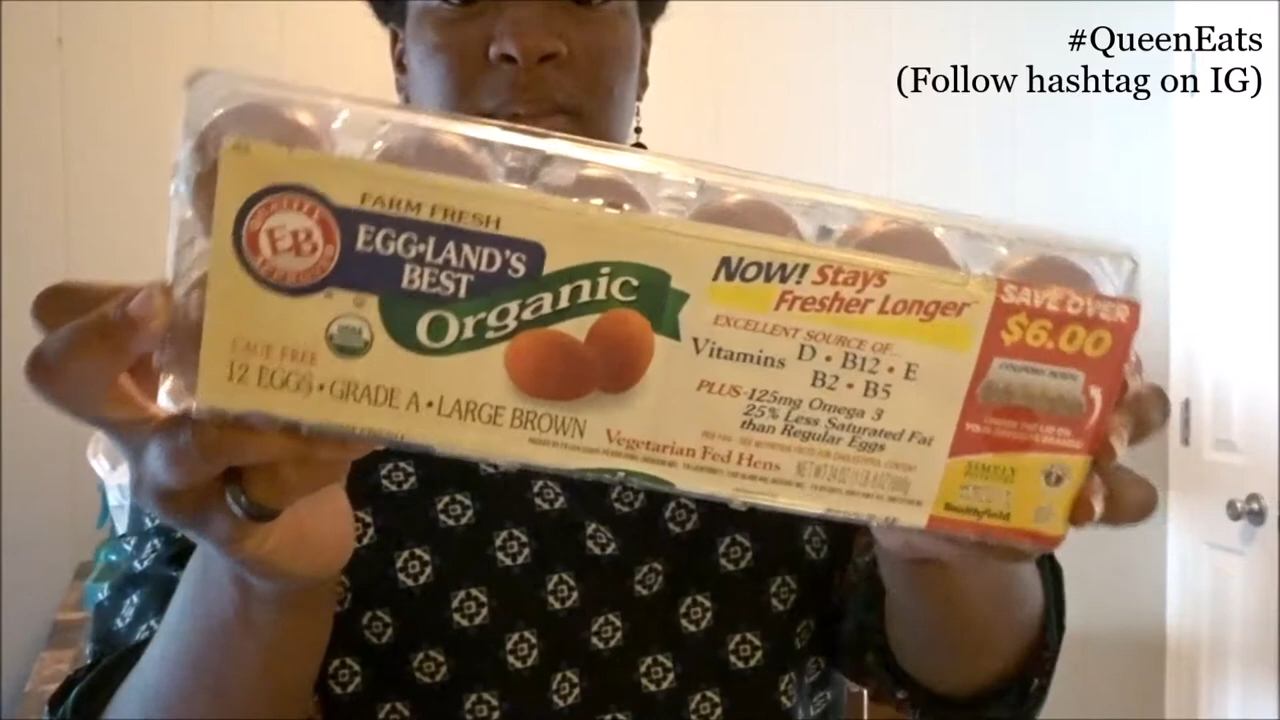 #QueenEats
(Follow hashtag on IG)
FARM FRESH
EB
EGG•LAND'S
BEST
Organic
USDA
CAGE FREE
12 EGGS • GRADE A • LARGE BROWN
NOW! Stays
Fresher Longer
EXCELLENT SOURCE OF...
Vitamins D • B12 • E
B2 • B5
PLUS-125mg Omega 3
25% Less Saturated Fat
than Regular Eggs
Vegetarian Fed Hens
SAVE OVER
$6.00
SIMPLY
Smithfield